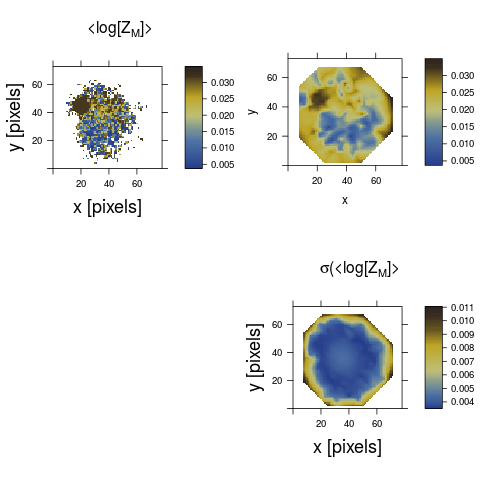 <log[Z_M]>
y [pixels]
60
40
20
20 40 60
x [pixels]
0.030
0.025
0.020
0.015
0.010
0.005
y
60
40
20
20 40 60
x
0.030
0.025
0.020
0.015
0.010
0.005
σ(<log[Z_M]>
y [pixels]
60
40
20
20 40 60
x [pixels]
0.011
0.010
0.009
0.008
0.007
0.006
0.005
0.004